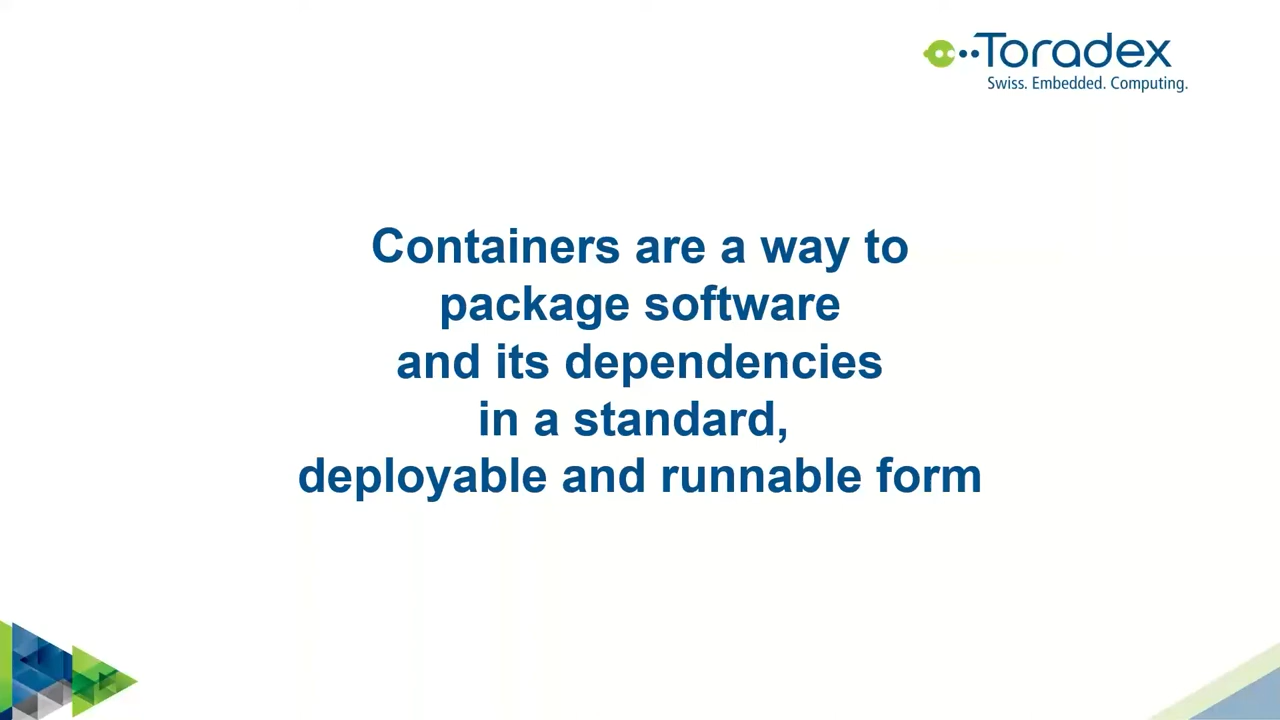 Toradex
Swiss. Embedded. Computing.
Containers are a way to
package software
and its dependencies
in a standard,
deployable and runnable form